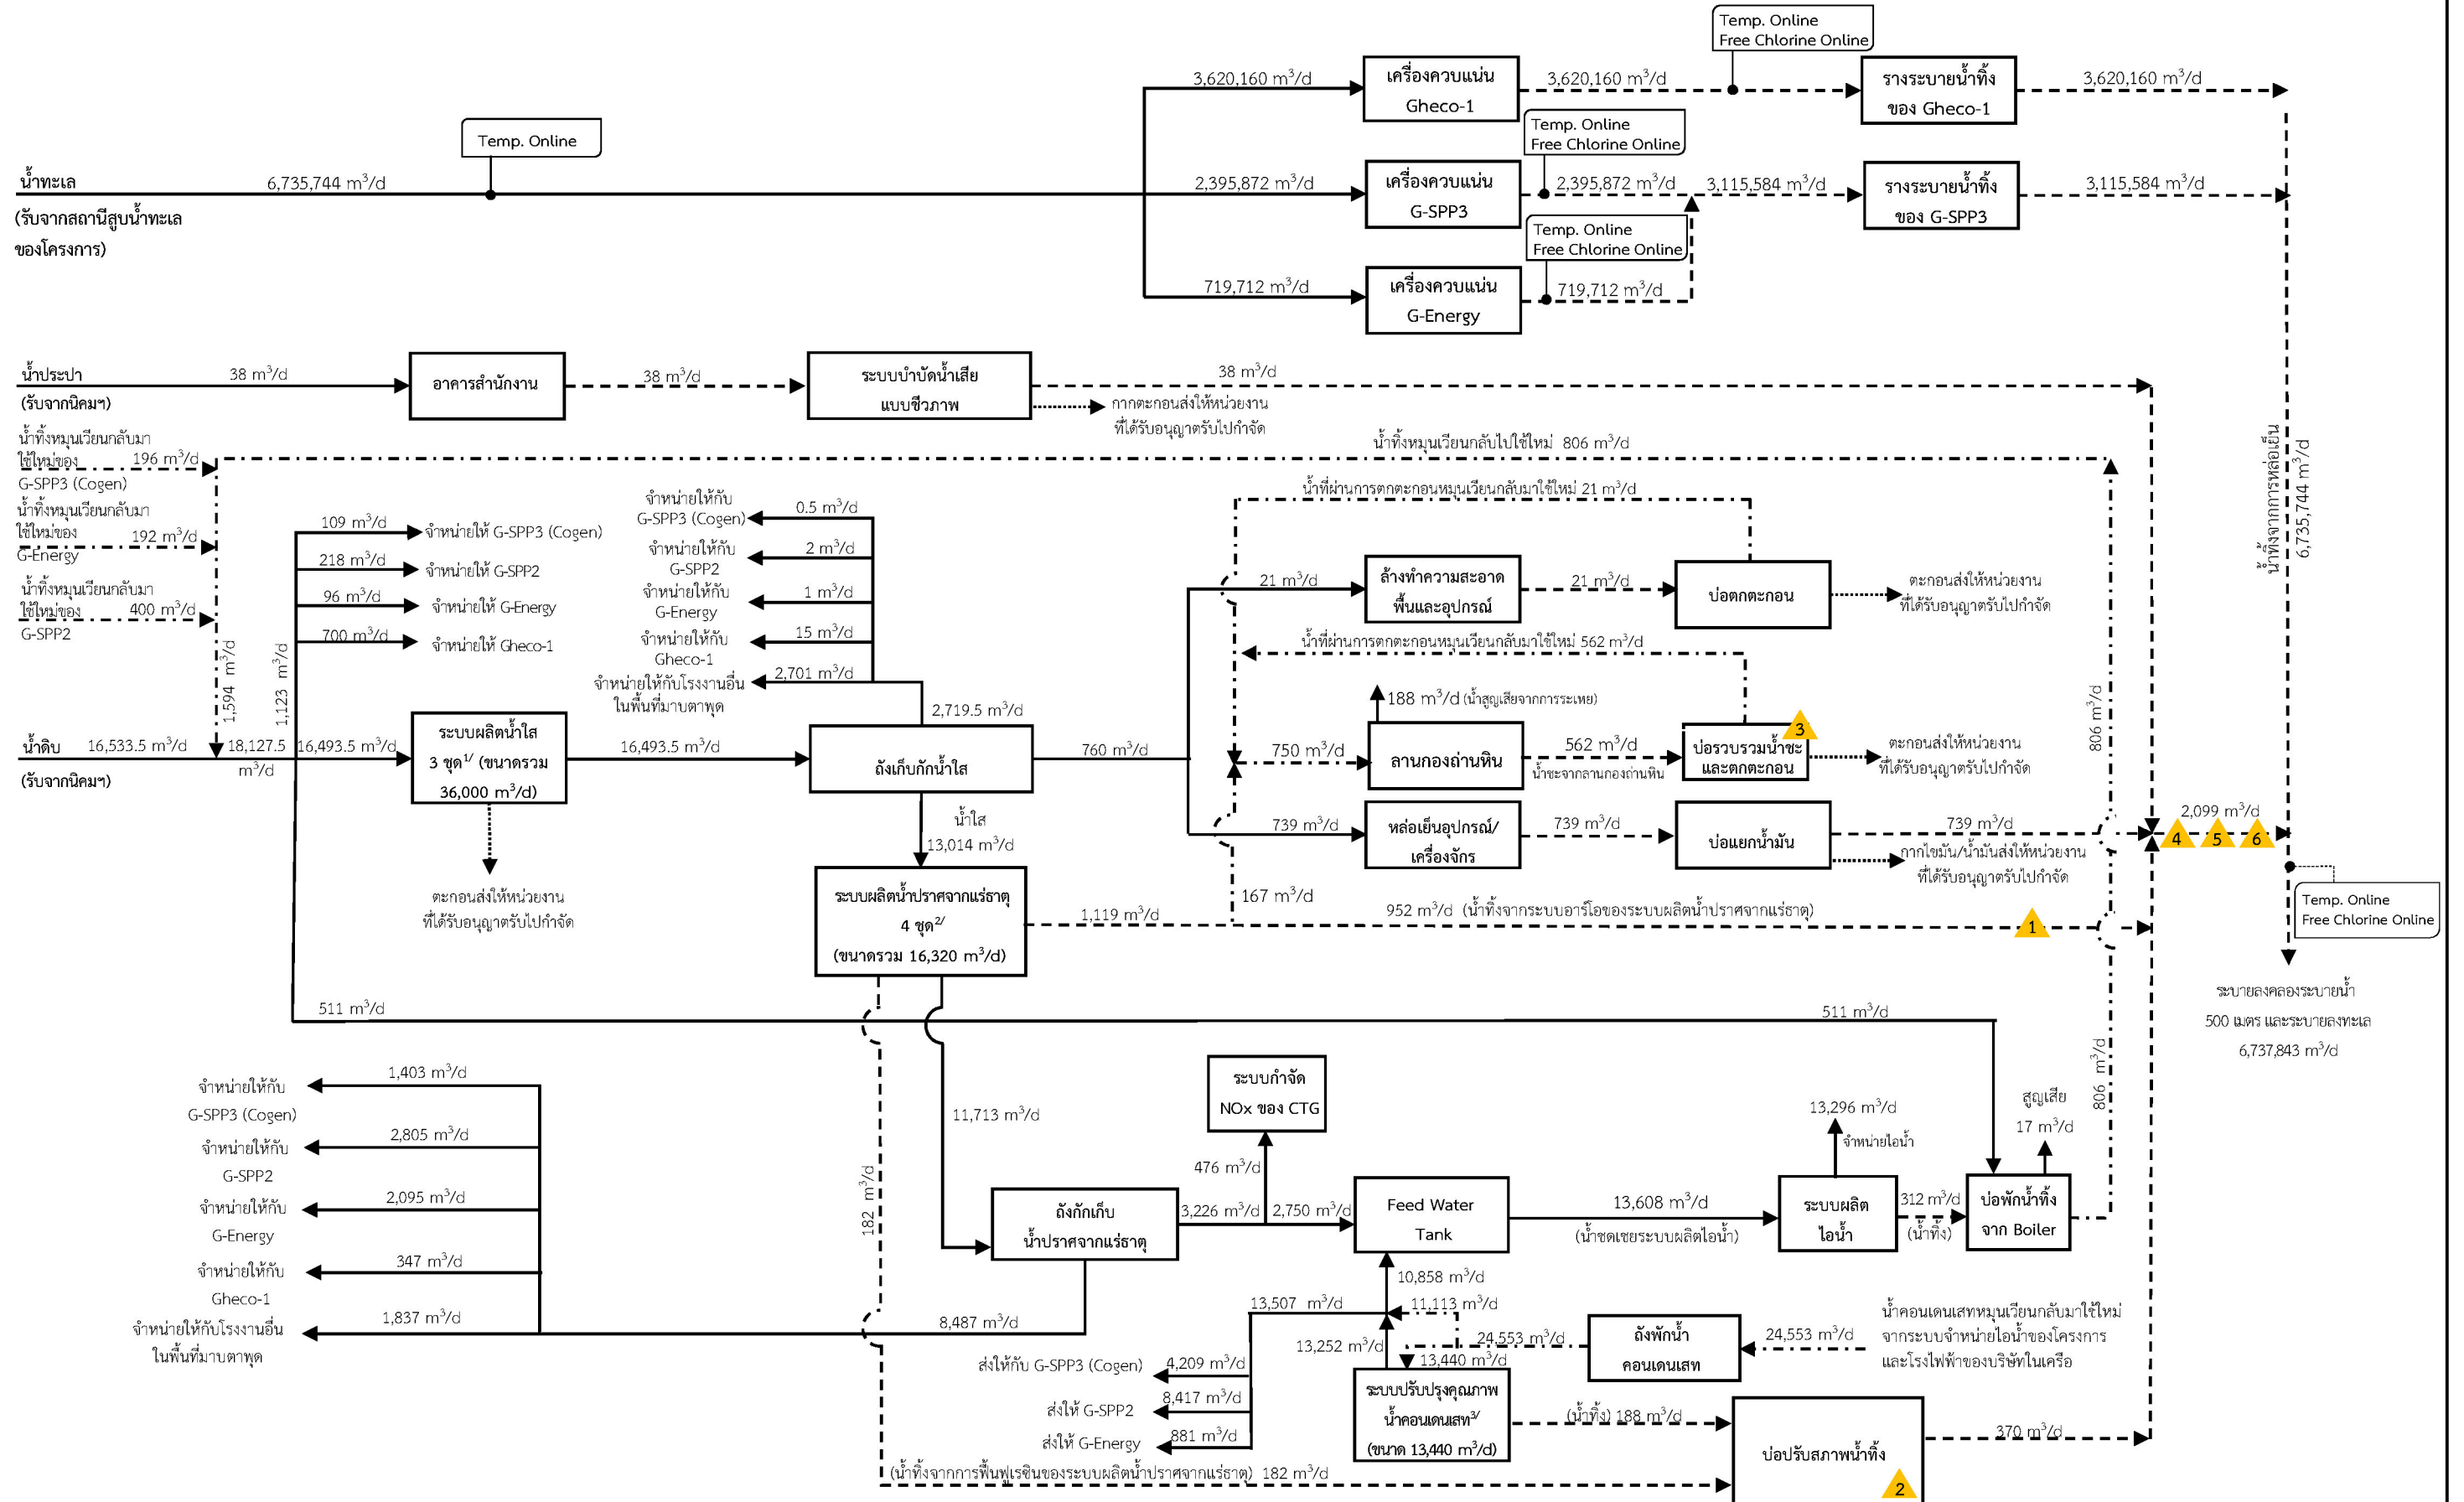 Temp. Online
Free Chlorine Online
3,620,160 m³/d
เครื่องควบแน่น
Gheco-1
3,620,160 m³/d
รางระบายน้ำทิ้ง
ของ Gheco-1
3,620,160 m³/d
Temp. Online
Temp. Online
Free Chlorine Online
น้ำทะเล
6,735,744 m³/d
(รับจากสถานีสูบน้ำทะเล
ของโครงการ)
2,395,872 m³/d
เครื่องควบแน่น
G-SPP3
2,395,872 m³/d
3,115,584 m³/d
รางระบายน้ำทิ้ง
ของ G-SPP3
3,115,584 m³/d
Temp. Online
Free Chlorine Online
719,712 m³/d
เครื่องควบแน่น
G-Energy
719,712 m³/d
น้ำประปา
38 m³/d
(รับจากนิคมฯ)
อาคารสำนักงาน
38 m³/d
ระบบบำบัดน้ำเสีย
แบบชีวภาพ
38 m³/d
กากตะกอนส่งให้หน่วยงาน
ที่ได้รับอนุญาตรับไปกำจัด
น้ำทิ้งหมุนเวียนกลับมา
ใช้ใหม่ของ 196 m³/d
G-SPP3 (Cogen)
น้ำทิ้งหมุนเวียนกลับมา
ใช้ใหม่ของ 192 m³/d
G-Energy
น้ำทิ้งหมุนเวียนกลับมา
ใช้ใหม่ของ 400 m³/d
G-SPP2
น้ำทิ้งหมุนเวียนกลับไปใช้ใหม่ 806 m³/d
น้ำทิ้งจากการหล่อเย็น
6,735,744 m³/d
109 m³/d
จำหน่ายให้ G-SPP3 (Cogen)
218 m³/d
จำหน่ายให้ G-SPP2
96 m³/d
จำหน่ายให้ G-Energy
700 m³/d
จำหน่ายให้ Gheco-1
1,594 m³/d
1,123 m³/d
จำหน่ายให้กับ
G-SPP3 (Cogen)
0.5 m³/d
จำหน่ายให้กับ
G-SPP2
2 m³/d
จำหน่ายให้กับ
G-Energy
1 m³/d
จำหน่ายให้กับ
Gheco-1
15 m³/d
จำหน่ายให้กับโรงงานอื่น
ในพื้นที่มาบตาพุด
2,701 m³/d
2,719.5 m³/d
น้ำที่ผ่านการตกตะกอนหมุนเวียนกลับมาใช้ใหม่ 21 m³/d
21 m³/d
ล้างทำความสะอาด
พื้นและอุปกรณ์
21 m³/d
บ่อตกตะกอน
ตะกอนส่งให้หน่วยงาน
ที่ได้รับอนุญาตรับไปกำจัด
น้ำที่ผ่านการตกตะกอนหมุนเวียนกลับมาใช้ใหม่ 562 m³/d
188 m³/d (น้ำสูญเสียจากการระเหย)
น้ำดิบ
16,533.5 m³/d
(รับจากนิคมฯ)
18,127.5
m³/d
16,493.5 m³/d
ระบบผลิตน้ำใส
3 ชุด1/ (ขนาดรวม
36,000 m³/d)
16,493.5 m³/d
ถังเก็บกักน้ำใส
760 m³/d
750 m³/d
ลานกองถ่านหิน
562 m³/d
น้ำชะจากลานกองถ่านหิน
3
บ่อรวบรวมน้ำชะ
และตกตะกอน
ตะกอนส่งให้หน่วยงาน
ที่ได้รับอนุญาตรับไปกำจัด
806 m³/d
น้ำใส
13,014 m³/d
739 m³/d
หล่อเย็นอุปกรณ์/
เครื่องจักร
739 m³/d
บ่อแยกน้ำมัน
739 m³/d
กากไขมัน/น้ำมันส่งให้หน่วยงาน
ที่ได้รับอนุญาตรับไปกำจัด
2,099 m³/d
4
5
6
ตะกอนส่งให้หน่วยงาน
ที่ได้รับอนุญาตรับไปกำจัด
ระบบผลิตน้ำปราศจากแร่ธาตุ
4 ชุด2/
(ขนาดรวม 16,320 m³/d)
1,119 m³/d
167 m³/d
952 m³/d (น้ำทิ้งจากระบบอาร์โอของระบบผลิตน้ำปราศจากแร่ธาตุ)
1
Temp. Online
Free Chlorine Online
ระบายลงคลองระบายน้ำ
500 เมตร และระบายลงทะเล
6,737,843 m³/d
511 m³/d
511 m³/d
จำหน่ายให้กับ
G-SPP3 (Cogen)
1,403 m³/d
จำหน่ายให้กับ
G-SPP2
2,805 m³/d
จำหน่ายให้กับ
G-Energy
2,095 m³/d
จำหน่ายให้กับ
Gheco-1
347 m³/d
จำหน่ายให้กับโรงงานอื่น
ในพื้นที่มาบตาพุด
1,837 m³/d
8,487 m³/d
182 m³/d
11,713 m³/d
ระบบกำจัด
NOx ของ CTG
476 m³/d
ถังกักเก็บ
น้ำปราศจากแร่ธาตุ
3,226 m³/d
2,750 m³/d
Feed Water
Tank
13,608 m³/d
(น้ำชดเชยระบบผลิตไอน้ำ)
13,296 m³/d
จำหน่ายไอน้ำ
ระบบผลิต
ไอน้ำ
312 m³/d
(น้ำทิ้ง)
สูญเสีย
17 m³/d
บ่อพักน้ำทิ้ง
จาก Boiler
806 m³/d
10,858 m³/d
13,507 m³/d
11,113 m³/d
13,252 m³/d
24,553 m³/d
13,440 m³/d
ถังพักน้ำ
คอนเดนเสท
24,553 m³/d
น้ำคอนเดนเสทหมุนเวียนกลับมาใช้ใหม่
จากระบบจำหน่ายไอน้ำของโครงการ
และโรงไฟฟ้าของบริษัทในเครือ
ส่งให้กับ G-SPP3 (Cogen)
4,209 m³/d
ส่งให้ G-SPP2
8,417 m³/d
ส่งให้ G-Energy
881 m³/d
ระบบปรับปรุงคุณภาพ
น้ำคอนเดนเสท3/
(ขนาด 13,440 m³/d)
(น้ำทิ้ง) 188 m³/d
บ่อปรับสภาพน้ำทิ้ง
2
370 m³/d
(น้ำทิ้งจากการฟื้นฟูเรซินของระบบผลิตน้ำปราศจากแร่ธาตุ) 182 m³/d